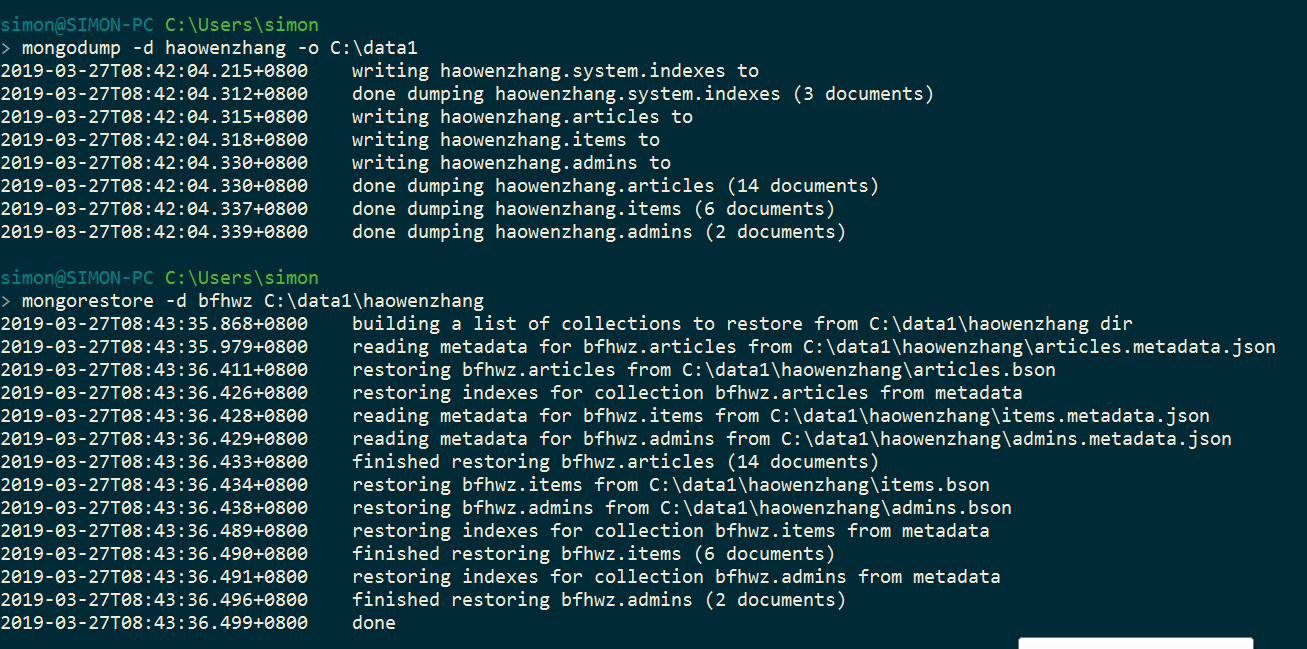 simon@SIMON-PC C:\Users\simon
> mongodump -d haowenzhang -o C:\data1
2019-03-27T08:42:04.215+0800    writing haowenzhang.system.indexes to
2019-03-27T08:42:04.312+0800    done dumping haowenzhang.system.indexes (3 documents)
2019-03-27T08:42:04.315+0800    writing haowenzhang.articles to
2019-03-27T08:42:04.318+0800    writing haowenzhang.items to
2019-03-27T08:42:04.330+0800    writing haowenzhang.admins to
2019-03-27T08:42:04.330+0800    done dumping haowenzhang.articles (14 documents)
2019-03-27T08:42:04.337+0800    done dumping haowenzhang.items (6 documents)
2019-03-27T08:42:04.339+0800    done dumping haowenzhang.admins (2 documents)
simon@SIMON-PC C:\Users\simon
> mongorestore -d bfhwz C:\data1\haowenzhang
2019-03-27T08:43:35.868+0800    building a list of collections to restore from C:\data1\haowenzhang dir
2019-03-27T08:43:35.979+0800    reading metadata for bfhwz.articles from C:\data1\haowenzhang\articles.metadata.json
2019-03-27T08:43:36.411+0800    restoring bfhwz.articles from C:\data1\haowenzhang\articles.bson
2019-03-27T08:43:36.426+0800    restoring indexes for collection bfhwz.articles from metadata
2019-03-27T08:43:36.428+0800    reading metadata for bfhwz.items from C:\data1\haowenzhang\items.metadata.json
2019-03-27T08:43:36.429+0800    reading metadata for bfhwz.admins from C:\data1\haowenzhang\admins.metadata.json
2019-03-27T08:43:36.433+0800    finished restoring bfhwz.articles (14 documents)
2019-03-27T08:43:36.434+0800    restoring bfhwz.items from C:\data1\haowenzhang\items.bson
2019-03-27T08:43:36.438+0800    restoring bfhwz.admins from C:\data1\haowenzhang\admins.bson
2019-03-27T08:43:36.489+0800    restoring indexes for collection bfhwz.items from metadata
2019-03-27T08:43:36.490+0800    finished restoring bfhwz.items (6 documents)
2019-03-27T08:43:36.491+0800    restoring indexes for collection bfhwz.admins from metadata
2019-03-27T08:43:36.496+0800    finished restoring bfhwz.admins (2 documents)
2019-03-27T08:43:36.499+0800    done